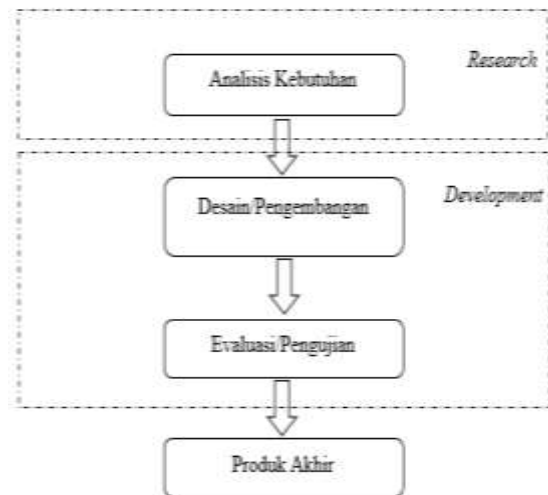 Research
Analisis Kebutuhan
Desain/Pengembangan
Development
Evaluasi/Pengujian
Produk Akhir